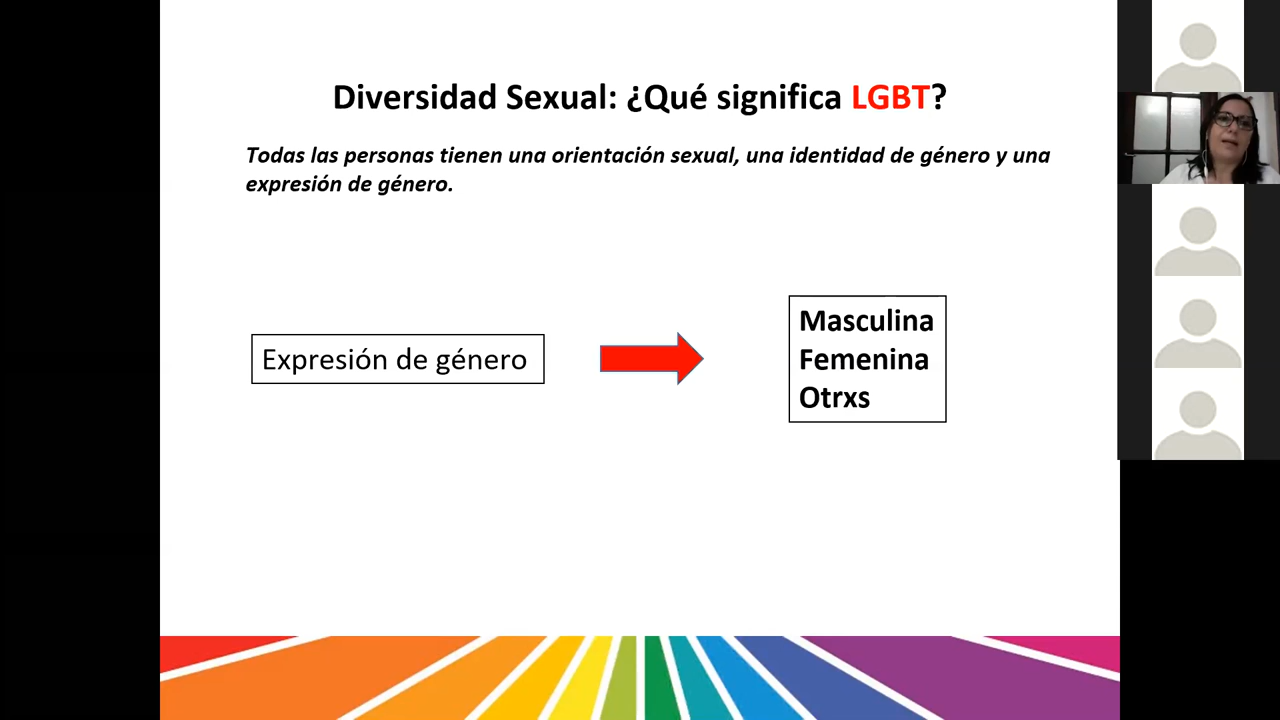 Diversidad Sexual: ¿Qué significa LGBT?
Todas las personas tienen una orientación sexual, una identidad de género y una
expresión de género.
Expresión de género
Masculina
Femenina
Otrxs